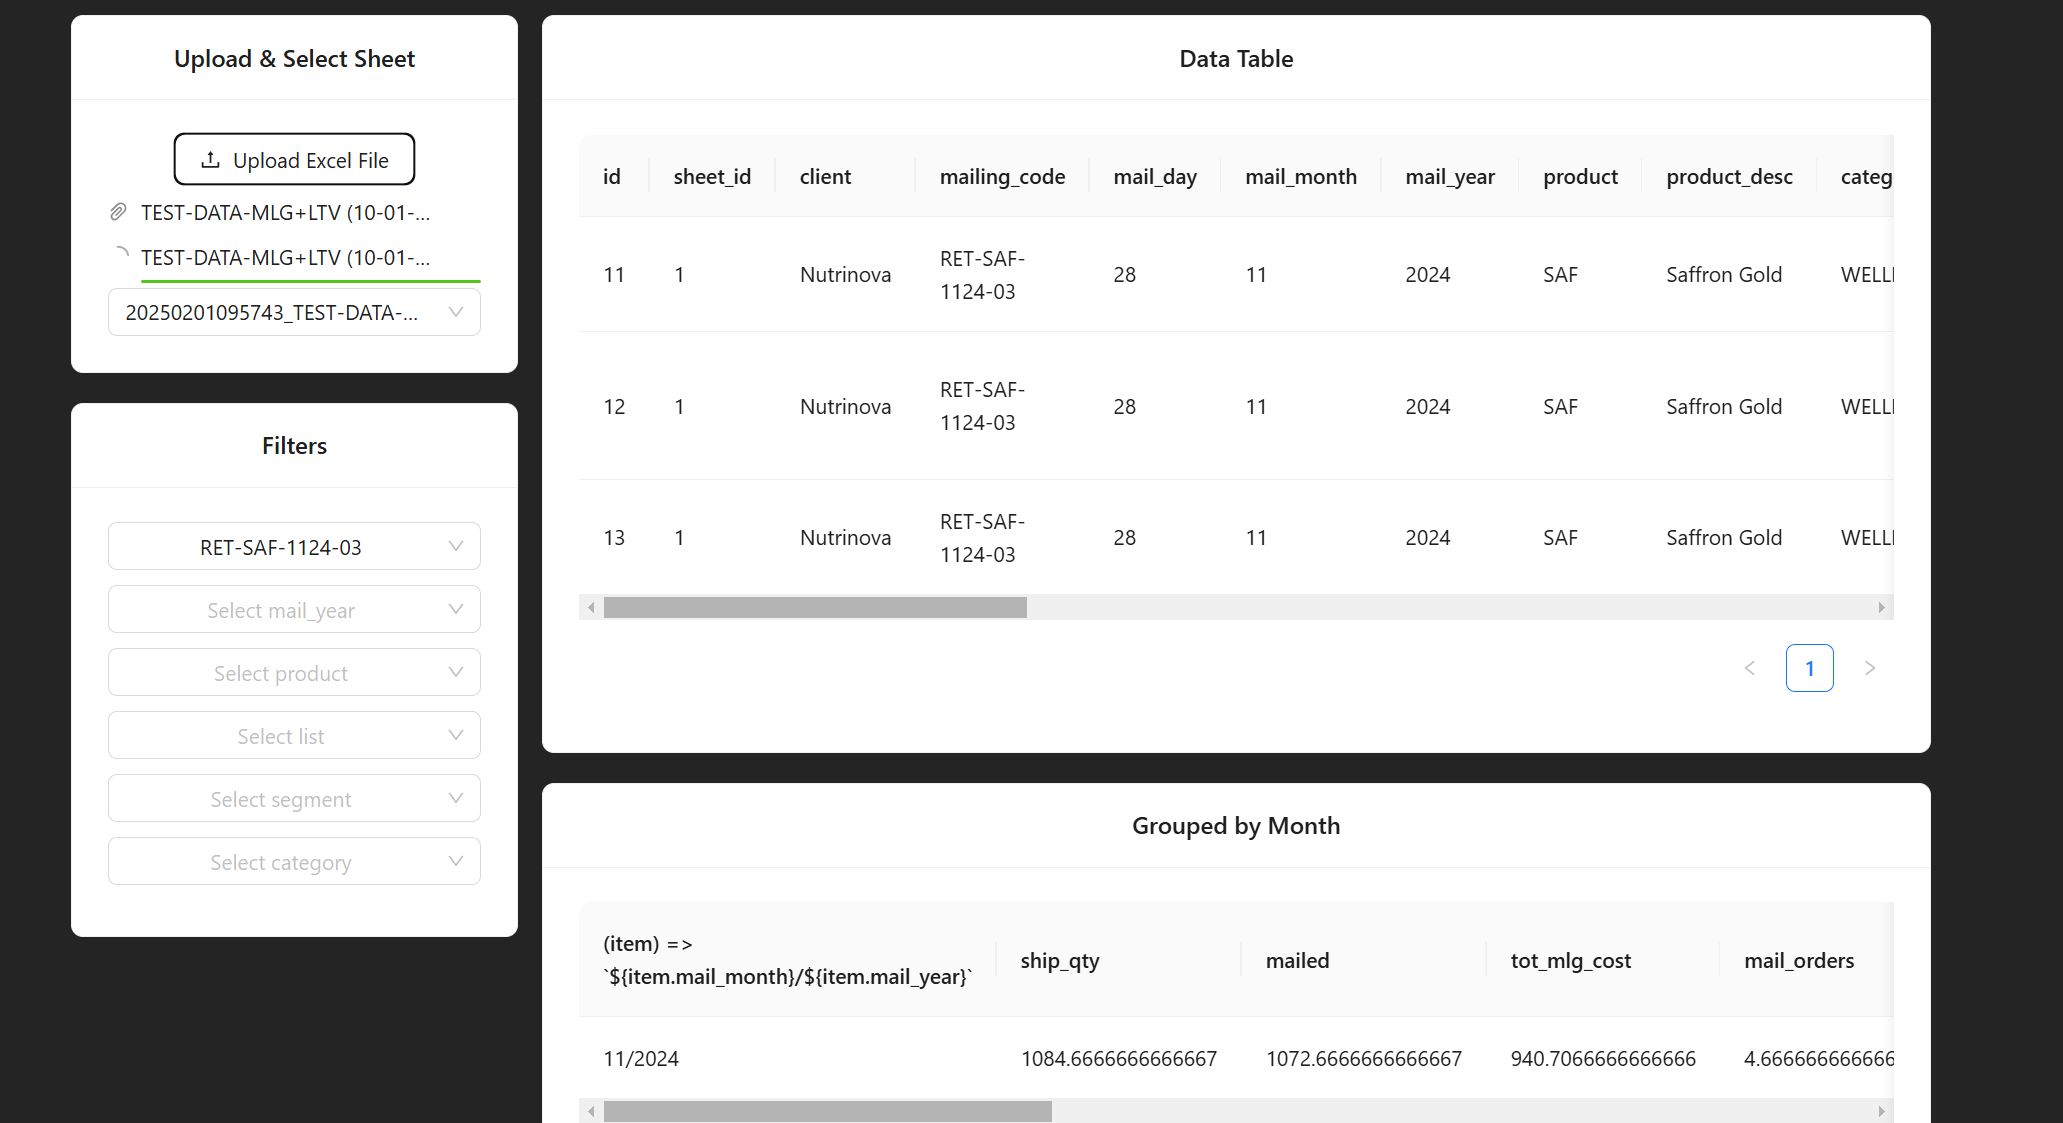 Upload & Select Sheet
Upload Excel File
TEST-DATA-MLG+LTV (10-01-...
TEST-DATA-MLG+LTV (10-01-...
20250201095743_TEST-DATA-...
Filters
RET-SAF-1124-03
Select mail_year
Select product
Select list
Select segment
Select category
Data Table
id sheet_id client mailing_code mail_day mail_month mail_year product product_desc categ
11 1 Nutrinova RET-SAF-1124-03 28 11 2024 SAF Saffron Gold WELL
12 1 Nutrinova RET-SAF-1124-03 28 11 2024 SAF Saffron Gold WELL
13 1 Nutrinova RET-SAF-1124-03 28 11 2024 SAF Saffron Gold WELL
1
Grouped by Month
(item) =>
`${item.mail_month}/${item.mail_year}` ship_qty mailed tot_mlg_cost mail_orders
11/2024 1084.6666666666667 1072.6666666666667 940.7066666666666 4.666666666666